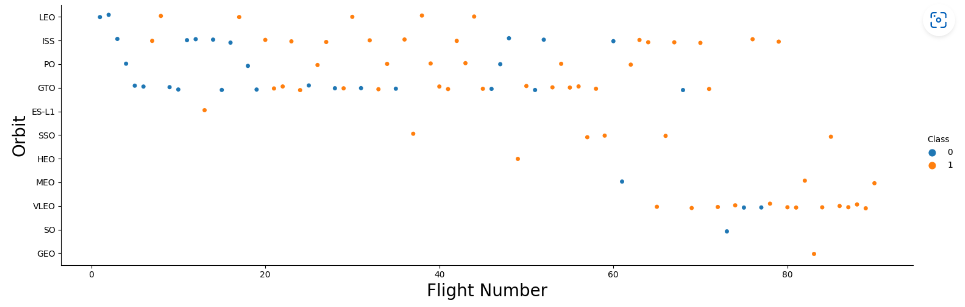 LEO
ISS
PO
GTO
ES-L1
SSO
HEO
MEO
VLEO
SO
GEO
Orbit
0 20 40 60 80
Flight Number
Class
0
1